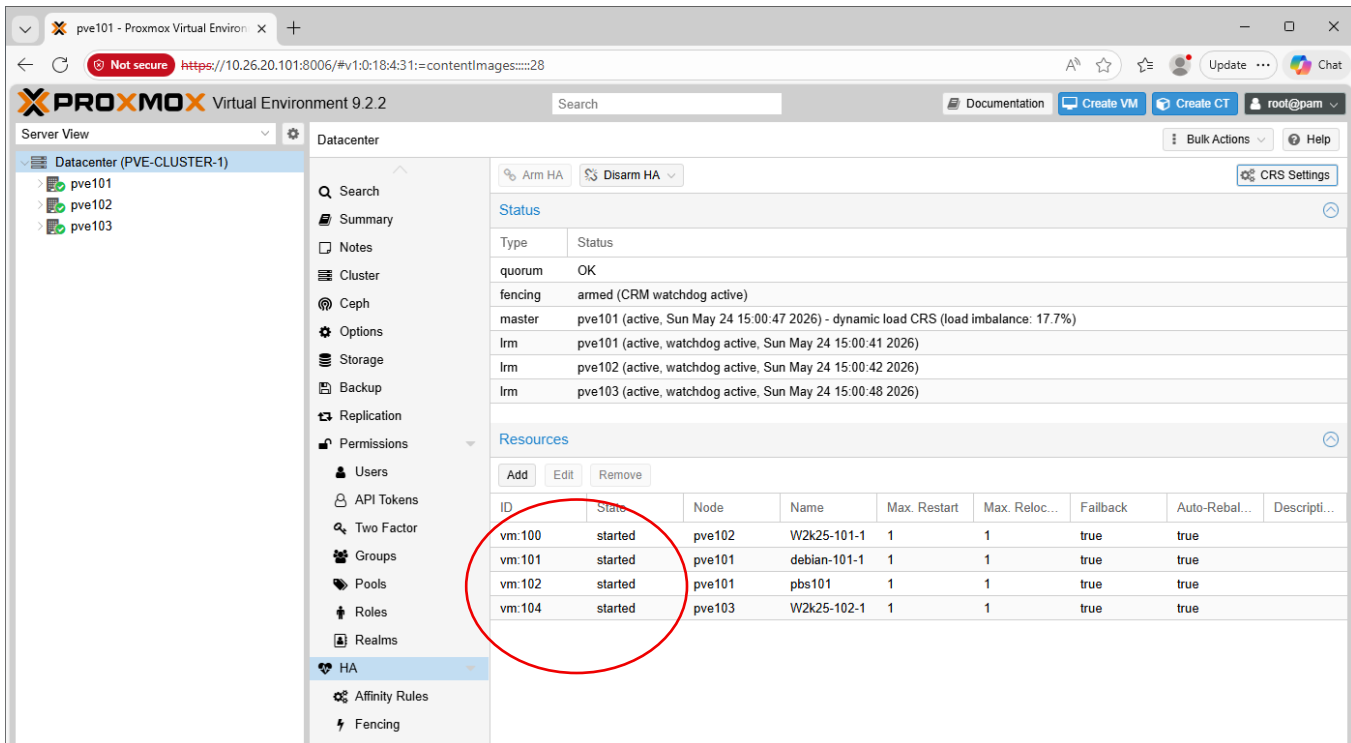 pve101 - Proxmox Virtual Environ
Not secure https://10.26.20.101:8006/#v1:0:18:4:31:=contentImages:::::28
Update
Chat
PROXMOX Virtual Environment 9.2.2
Search
Documentation
Create VM
Create CT
root@pam
Server View
Datacenter (PVE-CLUSTER-1)
pve101
pve102
pve103
Datacenter
Bulk Actions
Help
Search
Summary
Notes
Cluster
Ceph
Options
Storage
Backup
Replication
Permissions
Users
API Tokens
Two Factor
Groups
Pools
Roles
Realms
HA
Affinity Rules
Fencing
Arm HA
Disarm HA
CRS Settings
Status
Type Status
quorum OK
fencing armed (CRM watchdog active)
master pve101 (active, Sun May 24 15:00:47 2026) - dynamic load CRS (load imbalance: 17.7%)
lrm pve101 (active, watchdog active, Sun May 24 15:00:41 2026)
lrm pve102 (active, watchdog active, Sun May 24 15:00:42 2026)
lrm pve103 (active, watchdog active, Sun May 24 15:00:48 2026)
Resources
Add Edit Remove
ID State Node Name Max. Restart Max. Reloc... Failback Auto-Rebal... Descripti...
vm:100 started pve102 W2k25-101-1 1 1 true true
vm:101 started pve101 debian-101-1 1 1 true true
vm:102 started pve101 pbs101 1 1 true true
vm:104 started pve103 W2k25-102-1 1 1 true true